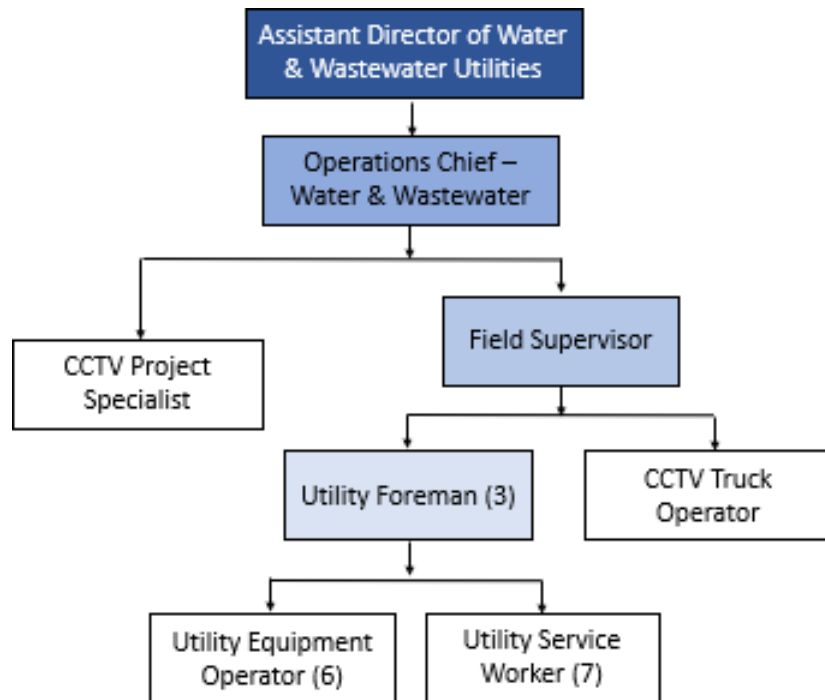 Assistant Director of Water
& Wastewater Utilities
Operations Chief –
Water & Wastewater
Field Supervisor
CCTV Project
Specialist
Utility Foreman (3)
CCTV Truck
Operator
Utility Equipment
Operator (6)
Utility Service
Worker (7)